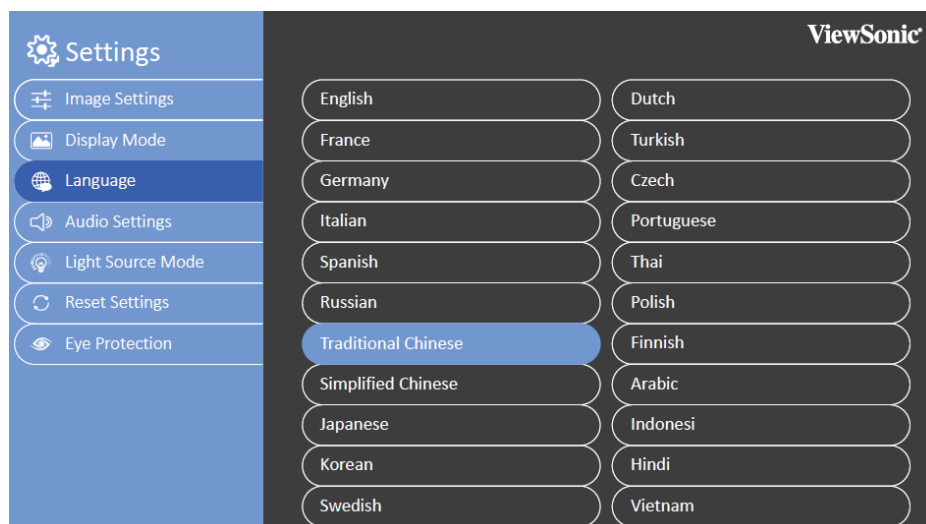 ViewSonic
Settings
Image Settings
Display Mode
Language
Audio Settings
Light Source Mode
Reset Settings
Eye Protection
English
France
Germany
Italian
Spanish
Russian
Traditional Chinese
Simplified Chinese
Japanese
Korean
Swedish
Dutch
Turkish
Czech
Portuguese
Thai
Polish
Finnish
Arabic
Indonesi
Hindi
Vietnam